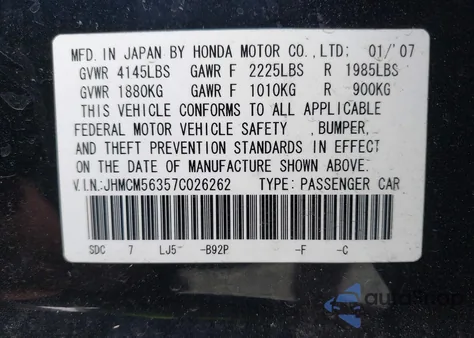 MFD. IN JAPAN BY HONDA MOTOR CO., LTD: 01/'07
GVWR 4145LBS GAWR F 2225LBS R 1985LBS
GVWR 1880KG GAWR F 1010KG R 900KG
THIS VEHICLE CONFORMS TO ALL APPLICABLE
FEDERAL MOTOR VEHICLE SAFETY , BUMPER,
AND THEFT PREVENTION STANDARDS IN EFFECT
ON THE DATE OF MANUFACTURE SHOWN ABOVE.
V.I.N.:JHMCM56357C026262 TYPE: PASSENGER CAR
SDC 7 LJ5 -B92P -F -C
autoShop